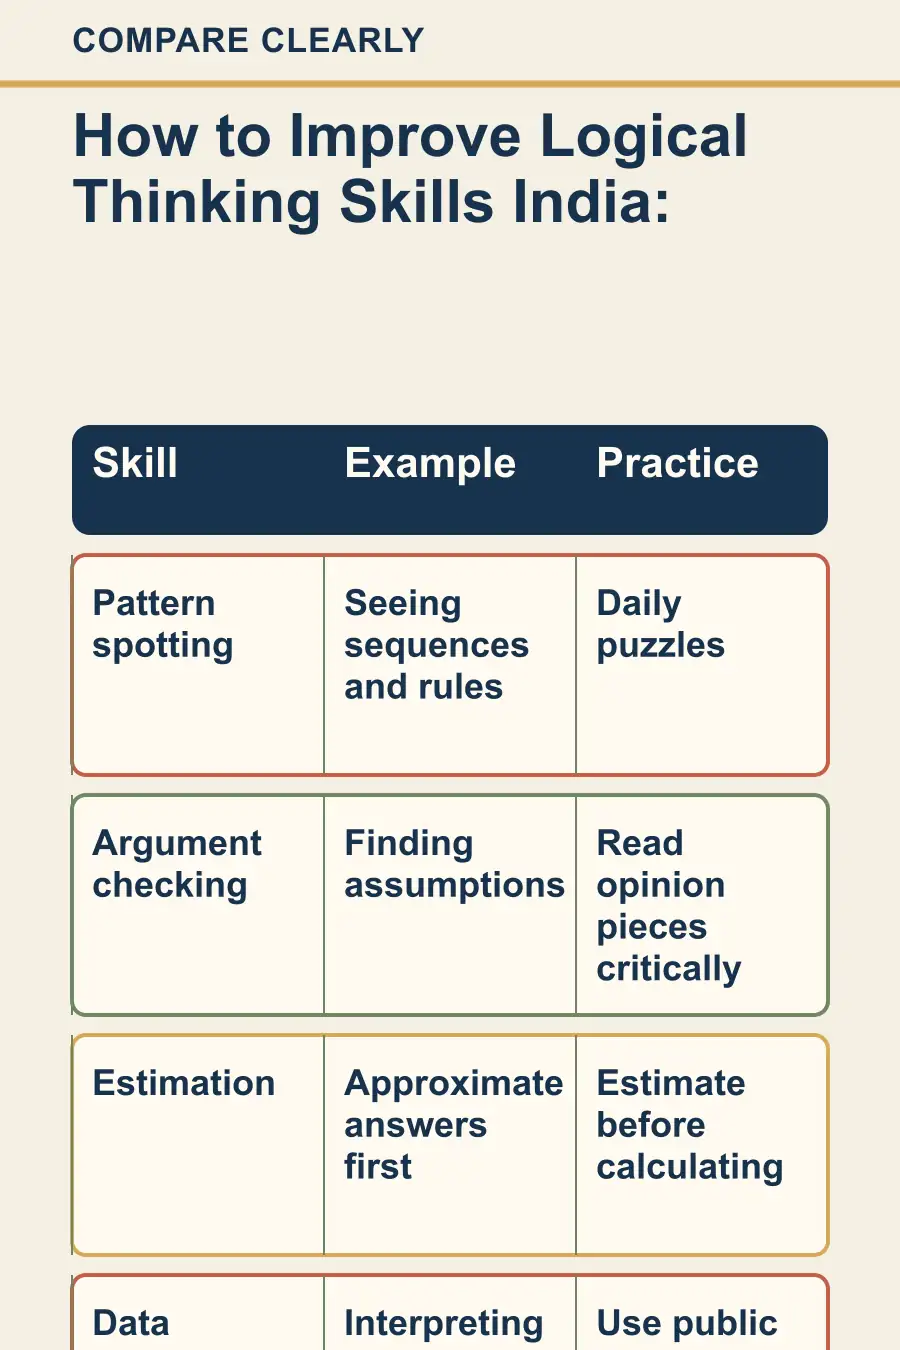 COMPARE CLEARLY
How to Improve Logical
Thinking Skills India:
Skill Example Practice
Pattern
spotting
Seeing
sequences
and rules
Daily
puzzles
Argument
checking
Finding
assumptions
Read
opinion
pieces
critically
Estimation
Approximate
answers
first
Estimate
before
calculating
Data
Interpreting
Use public